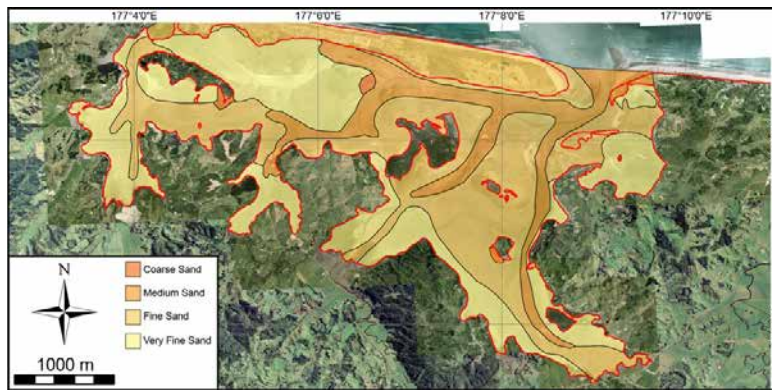 177°4'0"E 177°6'0"E 177°8'0"E 177°10'0"E
N
Coarse Sand
Medium Sand
Fine Sand
Very Fine Sand
1000 m